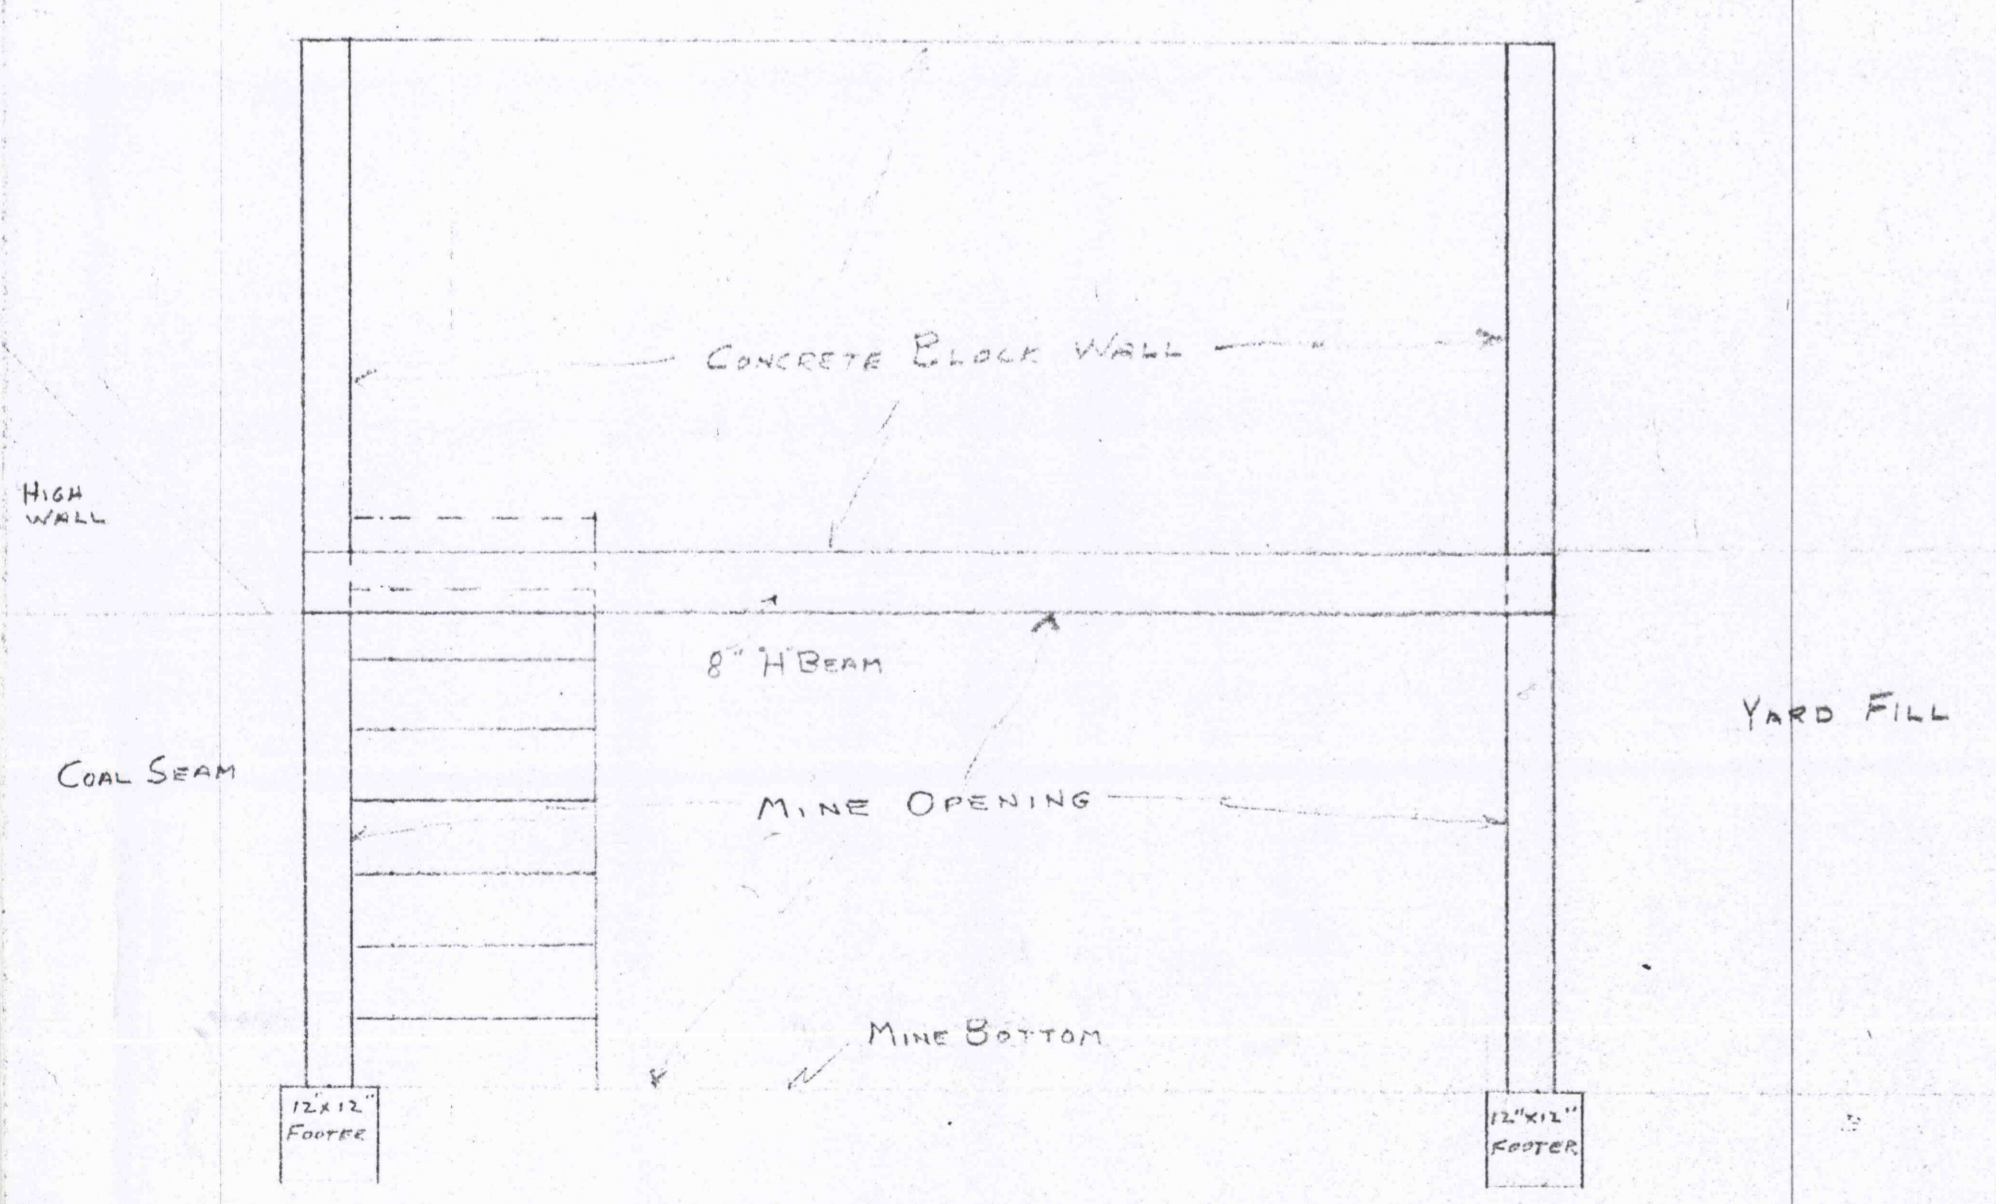 CONCRETE BLOCK WALL
HIGH
WALL
8" "H" BEAM
YARD FILL
COAL SEAM
MINE OPENING
MINE BOTTOM
12"x12"
FOOTER
12"x12"
FOOTER